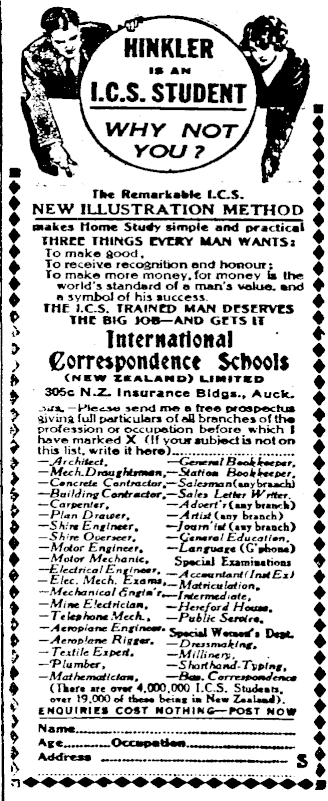 HINKLER
IS AN
I.C.S. STUDENT
WHY NOT
YOU?
The Remarkable I.C.S.
NEW ILLUSTRATION METHOD
makes Home Study simple and practical
THREE THINGS EVERY MAN WANTS:
To make good,
To receive recognition and honour;
To make more money, for money is the
world's standard of a man's value, and
a symbol of his success.
THE I.C.S. TRAINED MAN DESERVES
THE BIG JOB—AND GETS IT
International
Correspondence Schools
(NEW ZEALAND) LIMITED
305c N.Z. Insurance Bldgs., Auck.
—Please send me a free prospectus
giving full particulars of all branches of the
profession or occupation before which I
have marked X (If your subject is not on
this list, write it here)
—Architect, —General Bookkeeper,
—Mech. Draughtsman, —Station Bookkeeper,
—Concrete Contractor, —Salesman (any branch)
—Building Contractor, —Sales Letter Writer.
—Carpenter, —Advert'r (any branch)
—Plan Drawer, —Artist (any branch)
—Shire Engineer, —Journ'ist (any branch)
—Shire Overseer, —General Education,
—Motor Engineer, —Language (G'phone)
—Motor Mechanic, Special Examinations
—Electrical Engineer, —Accountant (Inst Ex)
—Elec. Mech. Exams, —Matriculation,
—Mechanical Engin'r, —Intermediate,
—Mine Electrician, —Hereford House,
—Telephone Mech., —Public Service,
—Aeroplane Engineer. Special Women's Dept.
—Aeroplane Rigger. —Dressmaking,
—Textile Expert, —Millinery,
—Plumber, —Shorthand-Typing,
—Mathematician, —Bus. Correspondence
(There are over 4,000,000 I.C.S. Students,
over 19,000 of these being in New Zealand).
ENQUIRIES COST NOTHING—POST NOW
Name
Age Occupation
Address S